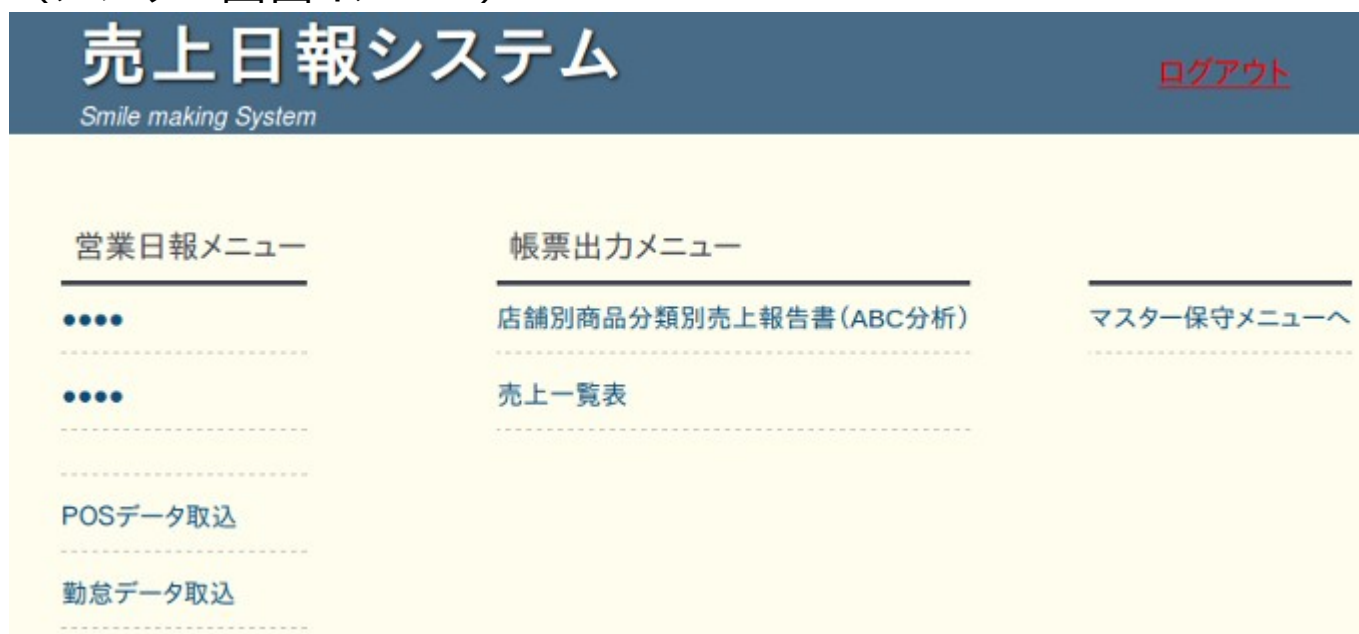 売上日報システム
ログアウト
Smile making System
営業日報メニュー
●●●●
●●●●
POSデータ取込
勤怠データ取込
帳票出力メニュー
店舗別商品分類別売上報告書(ABC分析)
売上一覧表
マスター保守メニューへ